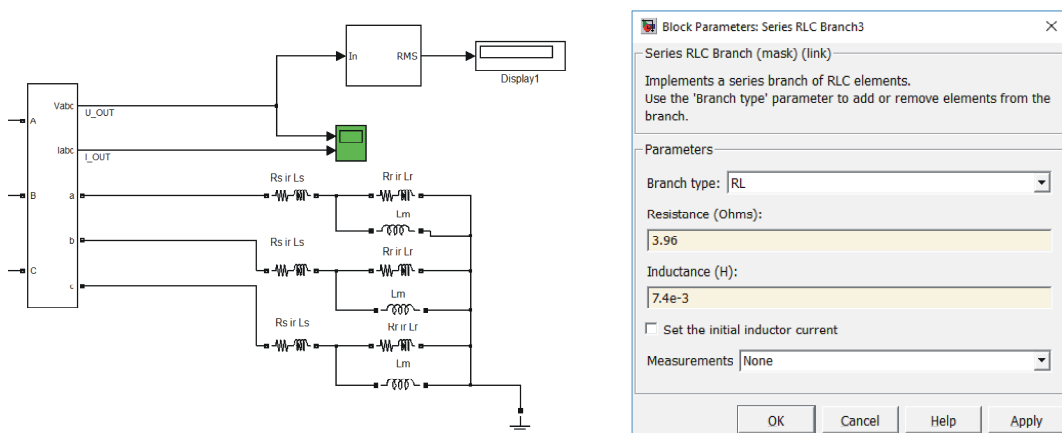 In
RMS
Display1
Vabc
U_OUT
A
Iabc
I_OUT
Rs ir Ls
Rr ir Lr
B
a
Lm
Rs ir Ls
Rr ir Lr
b
C
Lm
c
Rs ir Ls
Rr ir Lr
Lm
Block Parameters: Series RLC Branch3
Series RLC Branch (mask) (link)
Implements a series branch of RLC elements.
Use the 'Branch type' parameter to add or remove elements from the
branch.
Parameters
Branch type: RL
Resistance (Ohms):
3.96
Inductance (H):
7.4e-3
Set the initial inductor current
Measurements None
OK Cancel Help Apply